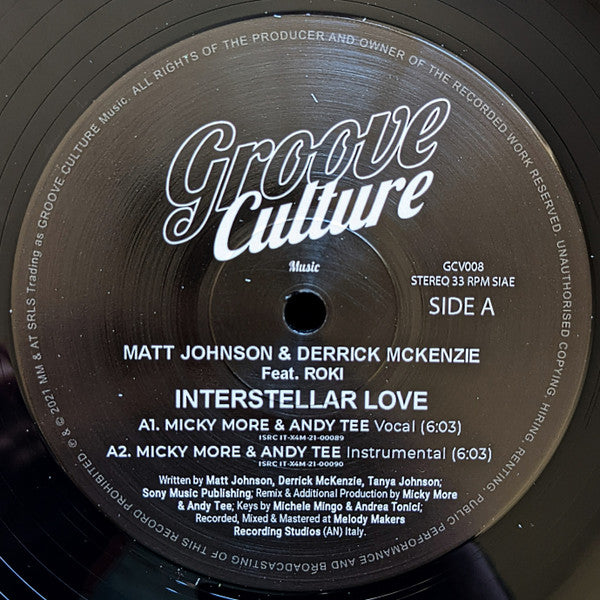 Groove
Culture
Music
GCV008
STEREO 33 RPM SIAE
SIDE A
MATT JOHNSON & DERRICK MCKENZIE
Feat. ROKI
INTERSTELLAR LOVE
A1. MICKY MORE & ANDY TEE Vocal (6:03)
ISRC IT-X4M-21-00089
A2. MICKY MORE & ANDY TEE Instrumental (6:03)
ISRC IT-X4M-21-00090
Written by Matt Johnson, Derrick McKenzie, Tanya Johnson;
Sony Music Publishing; Remix & Additional Production by Micky More
& Andy Tee; Keys by Michele Mingo & Andrea Tonici;
Recorded, Mixed & Mastered at Melody Makers
Recording Studios (AN) Italy.
℗ & © 2021 MM & AT SRLS Trading as GROOVE CULTURE Music. ALL RIGHTS OF THE PRODUCER AND OWNER OF THE RECORDED WORK RESERVED. UNAUTHORISED COPYING, HIRING, RENTING, PUBLIC PERFORMANCE AND BROADCASTING OF THIS RECORD PROHIBITED